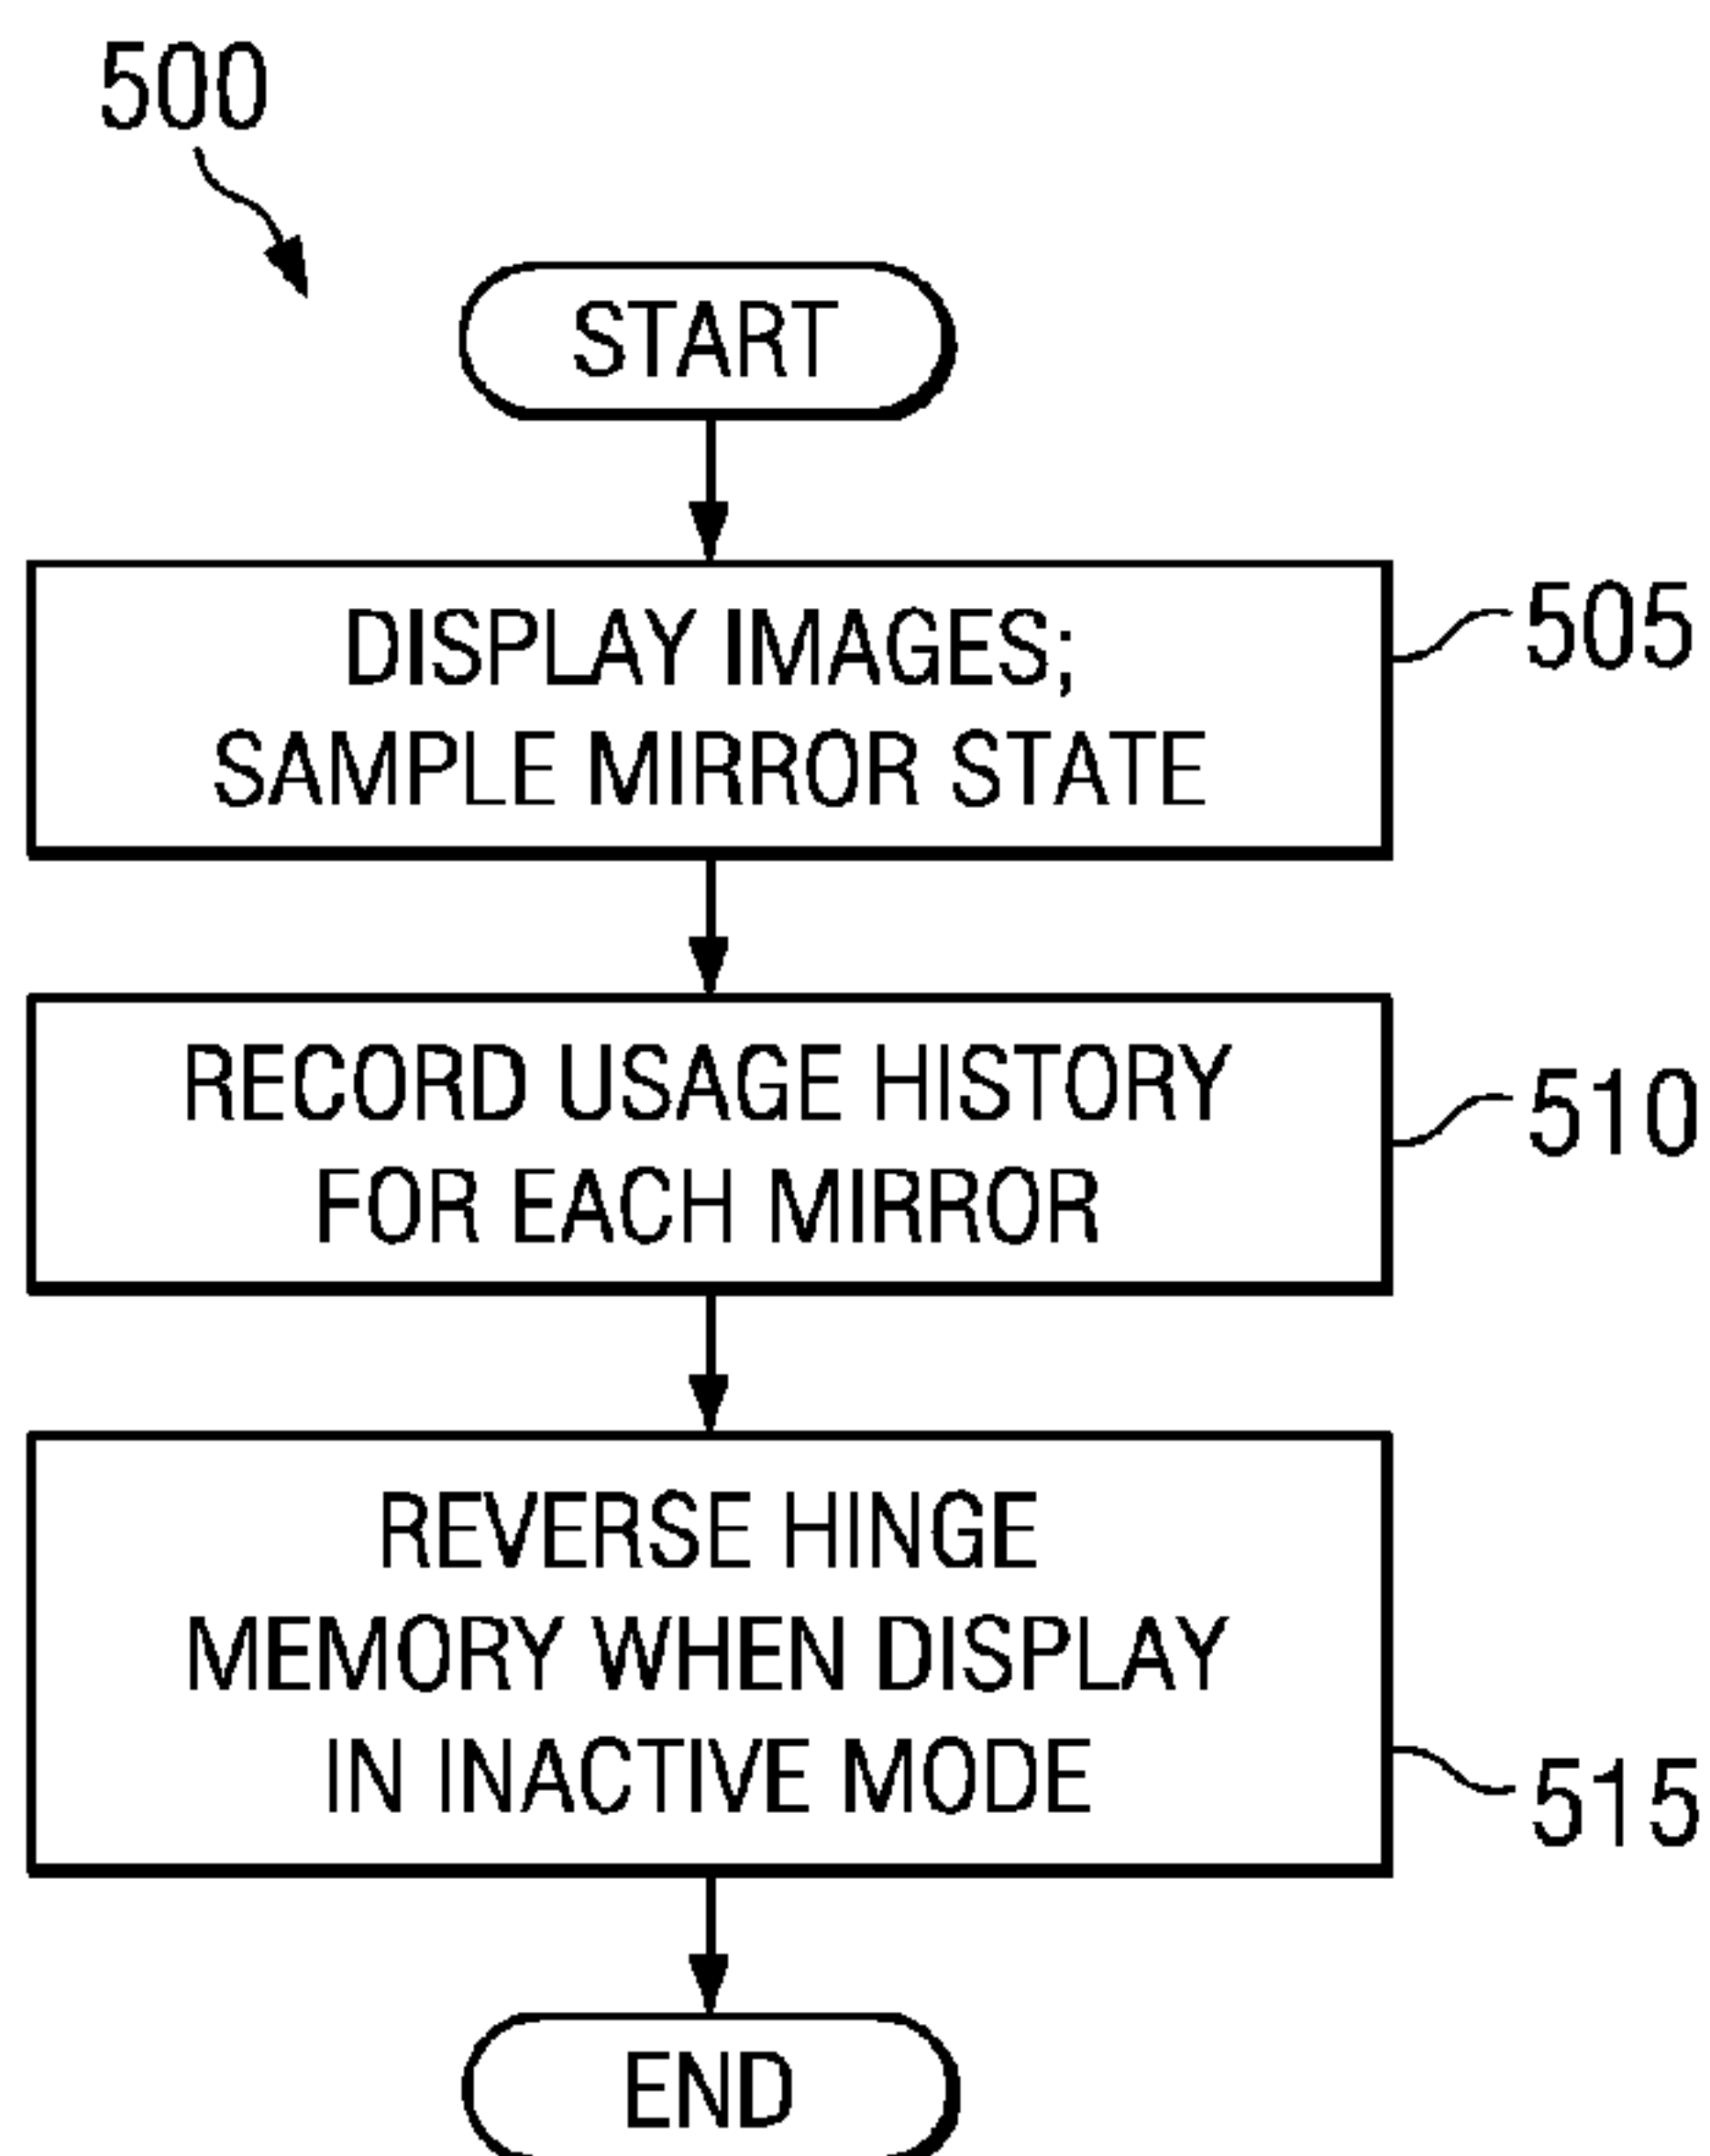 500
START
DISPLAY IMAGES;
SAMPLE MIRROR STATE
505
RECORD USAGE HISTORY
FOR EACH MIRROR
510
REVERSE HINGE
MEMORY WHEN DISPLAY
IN INACTIVE MODE
515
END